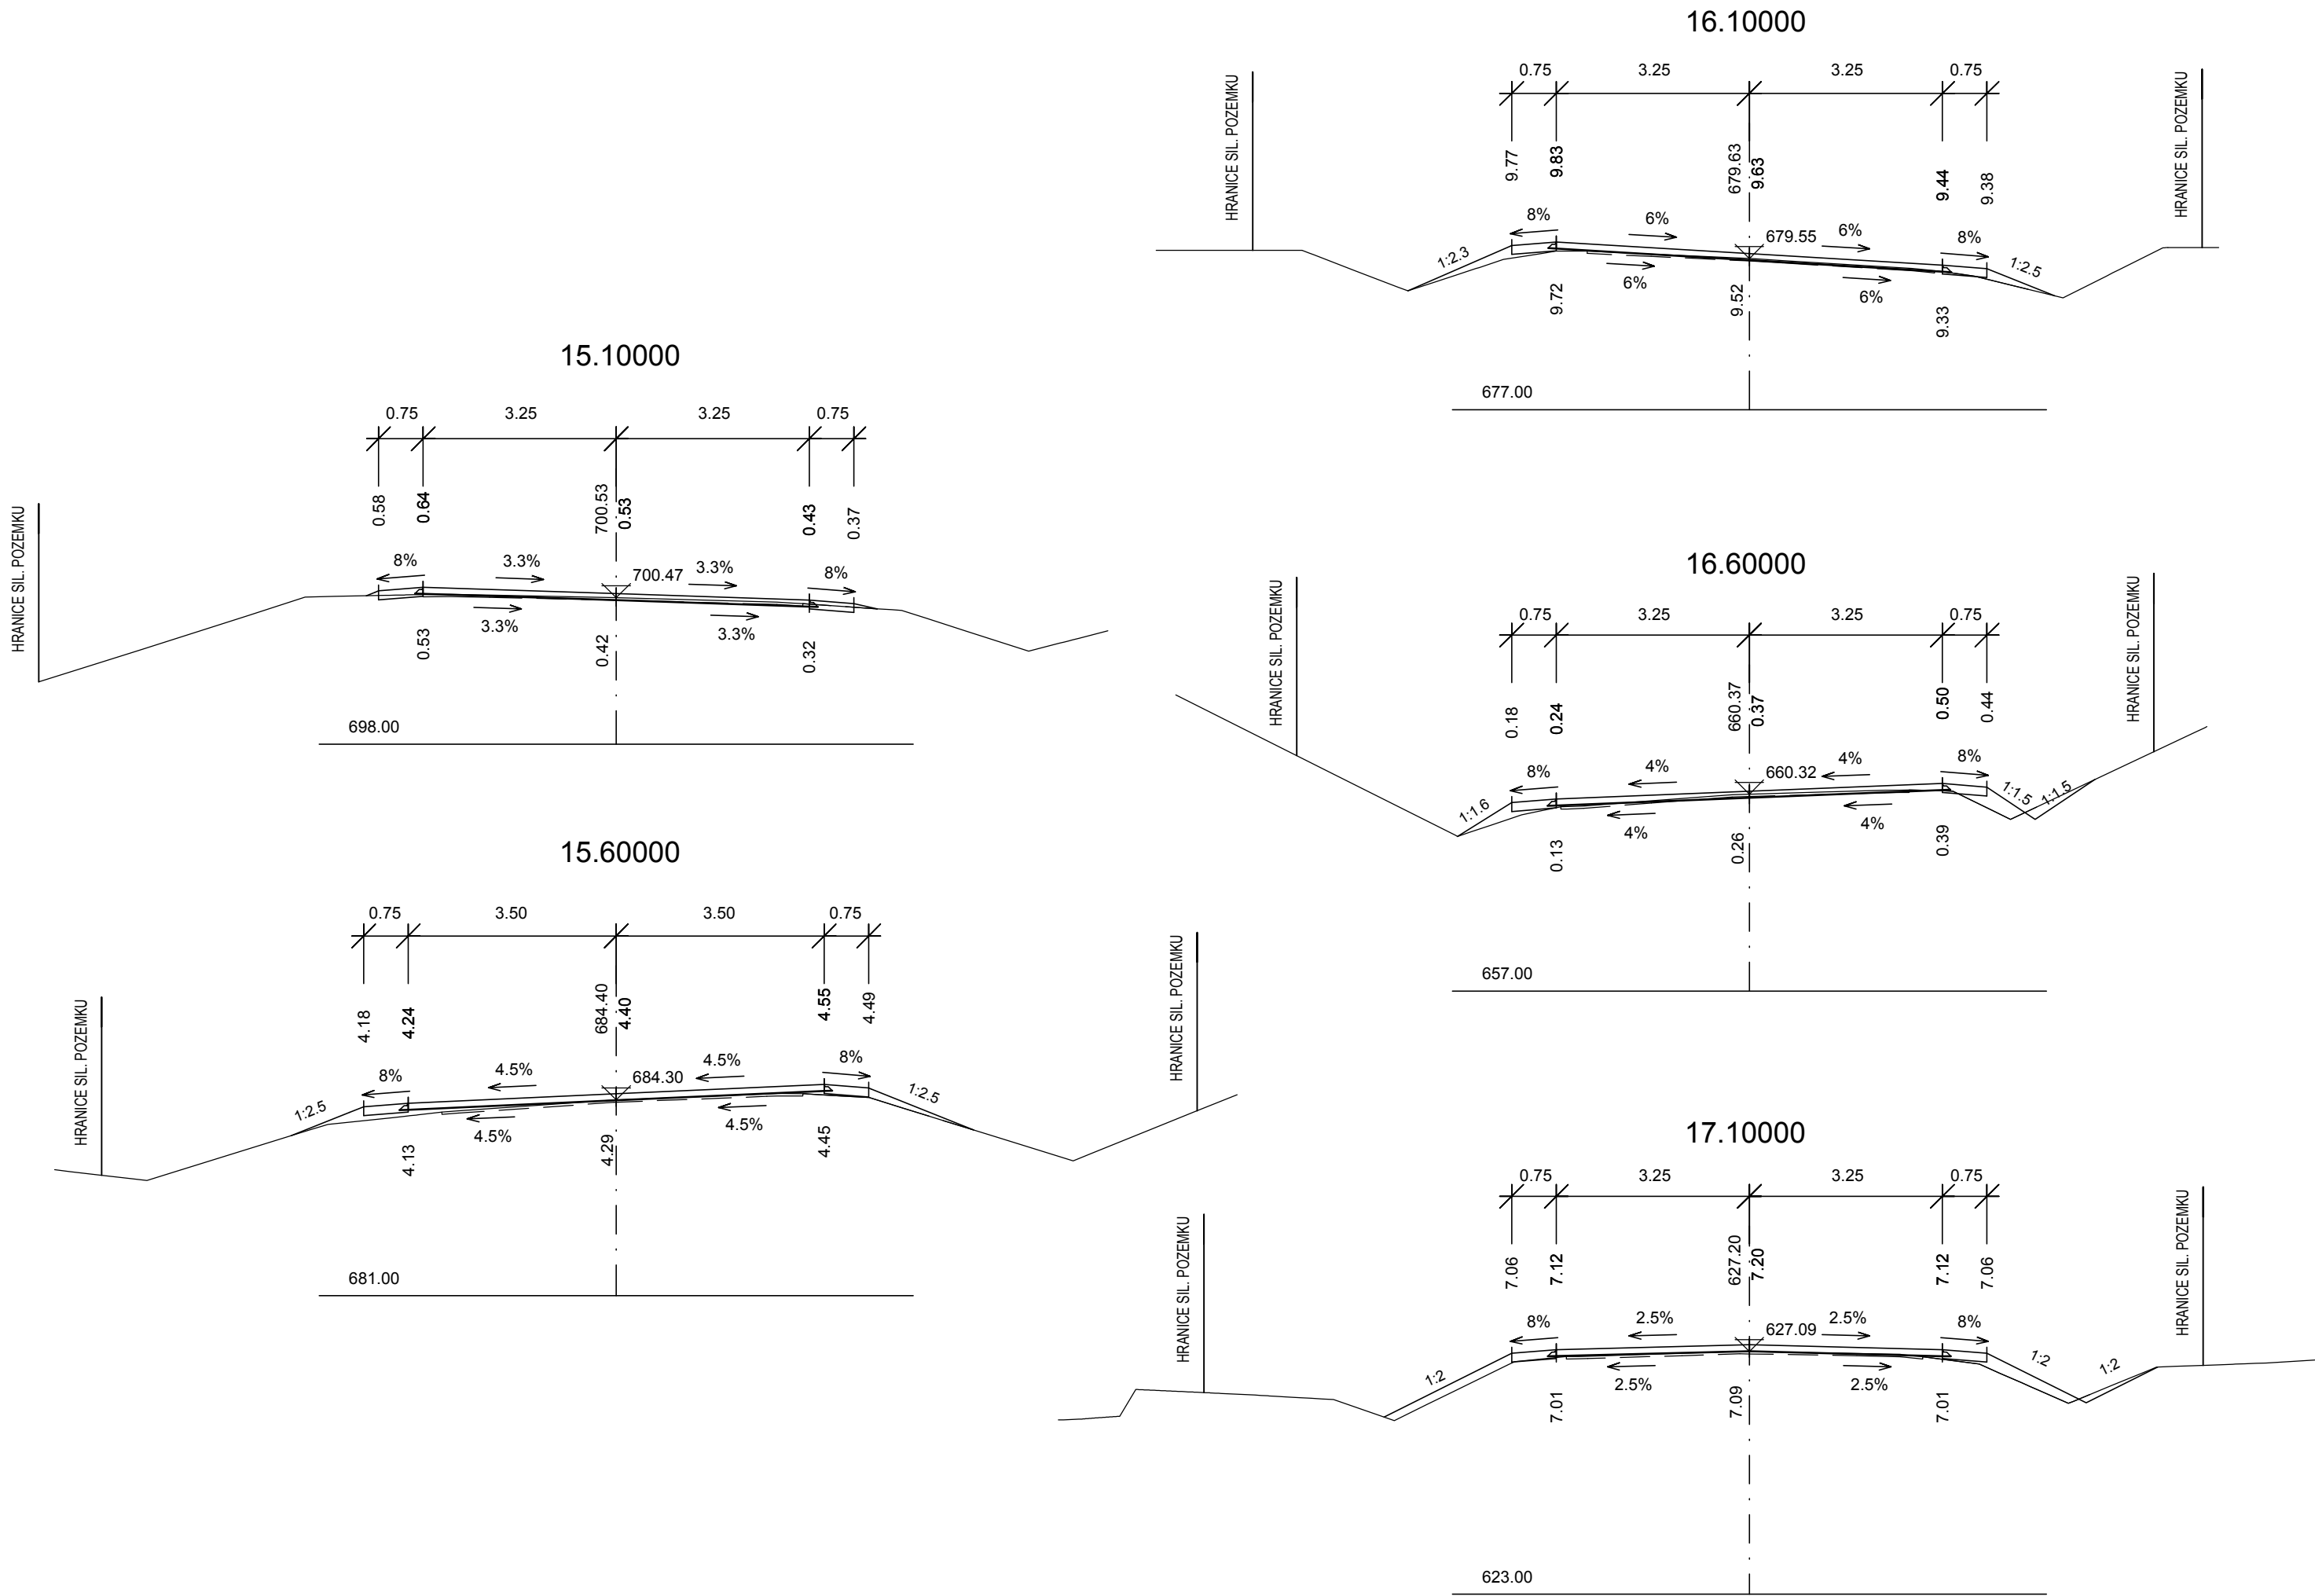 15.10000
0.75 3.25 3.25 0.75
HRANICE SIL. POZEMKU
0.58 0.64 700.53 0.53 0.43 0.37
8% 3.3% 700.47 3.3% 8%
3.3% 3.3%
0.53 0.42 0.32
698.00
15.60000
0.75 3.50 3.50 0.75
HRANICE SIL. POZEMKU
HRANICE SIL. POZEMKU
4.18 4.24 684.40 4.40 4.55 4.49
1:2.5 8% 4.5% 684.30 4.5% 8% 1:2.5
4.5% 4.5%
4.13 4.29 4.45
681.00
16.10000
0.75 3.25 3.25 0.75
HRANICE SIL. POZEMKU
HRANICE SIL. POZEMKU
9.77 9.83 679.63 9.63 9.44 9.38
1:2.3 8% 6% 679.55 6% 8% 1:2.5
6% 6%
9.72 9.52 9.33
677.00
16.60000
0.75 3.25 3.25 0.75
HRANICE SIL. POZEMKU
HRANICE SIL. POZEMKU
0.18 0.24 660.37 0.37 0.50 0.44
1:1.6 8% 4% 660.32 4% 8% 1:1.5 1:1.5
4% 4%
0.13 0.26 0.39
657.00
17.10000
0.75 3.25 3.25 0.75
HRANICE SIL. POZEMKU
HRANICE SIL. POZEMKU
7.06 7.12 627.20 7.20 7.12 7.06
1:2 8% 2.5% 627.09 2.5% 8% 1:2 1:2
2.5% 2.5%
7.01 7.09 7.01
623.00